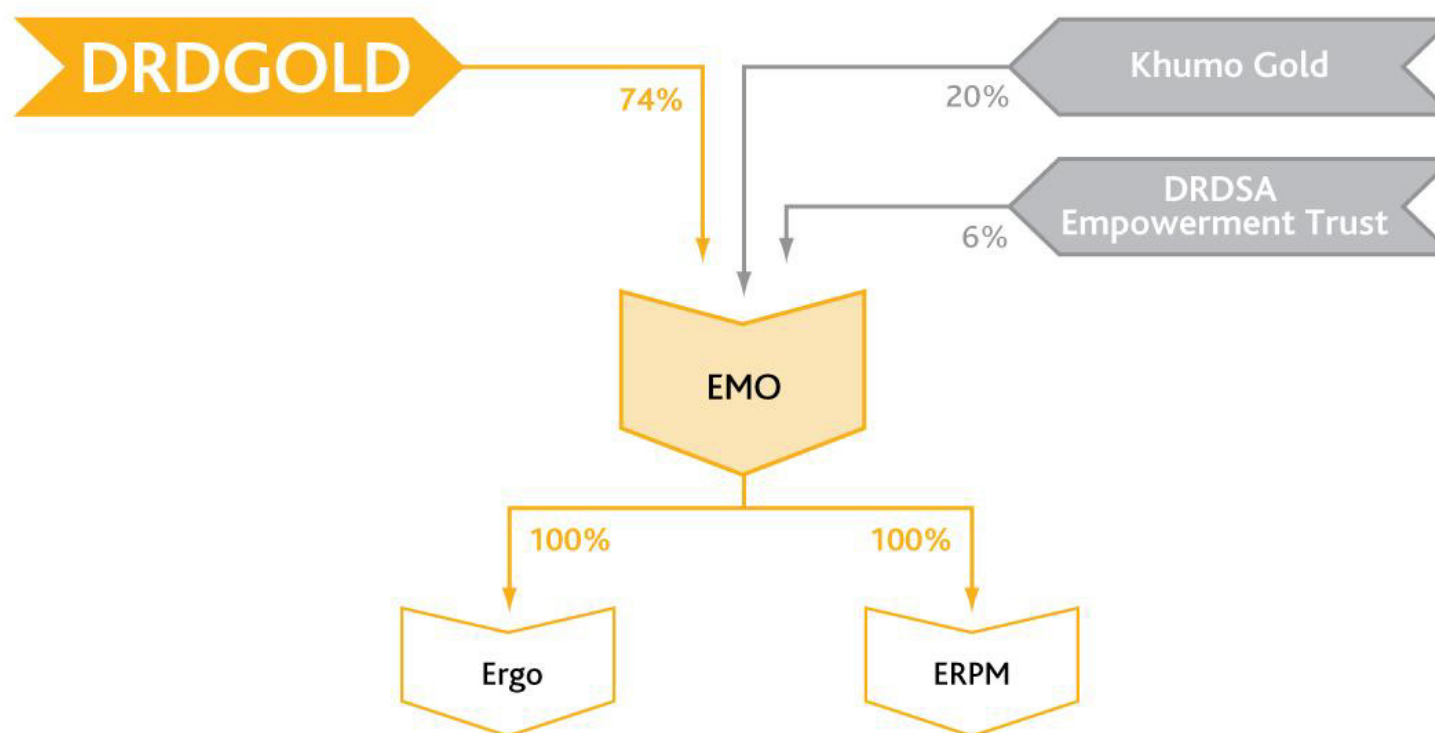 DRDGOLD
74%
Khumo Gold
20%
DRDSA
Empowerment Trust
6%
EMO
100%
100%
Ergo
ERPM